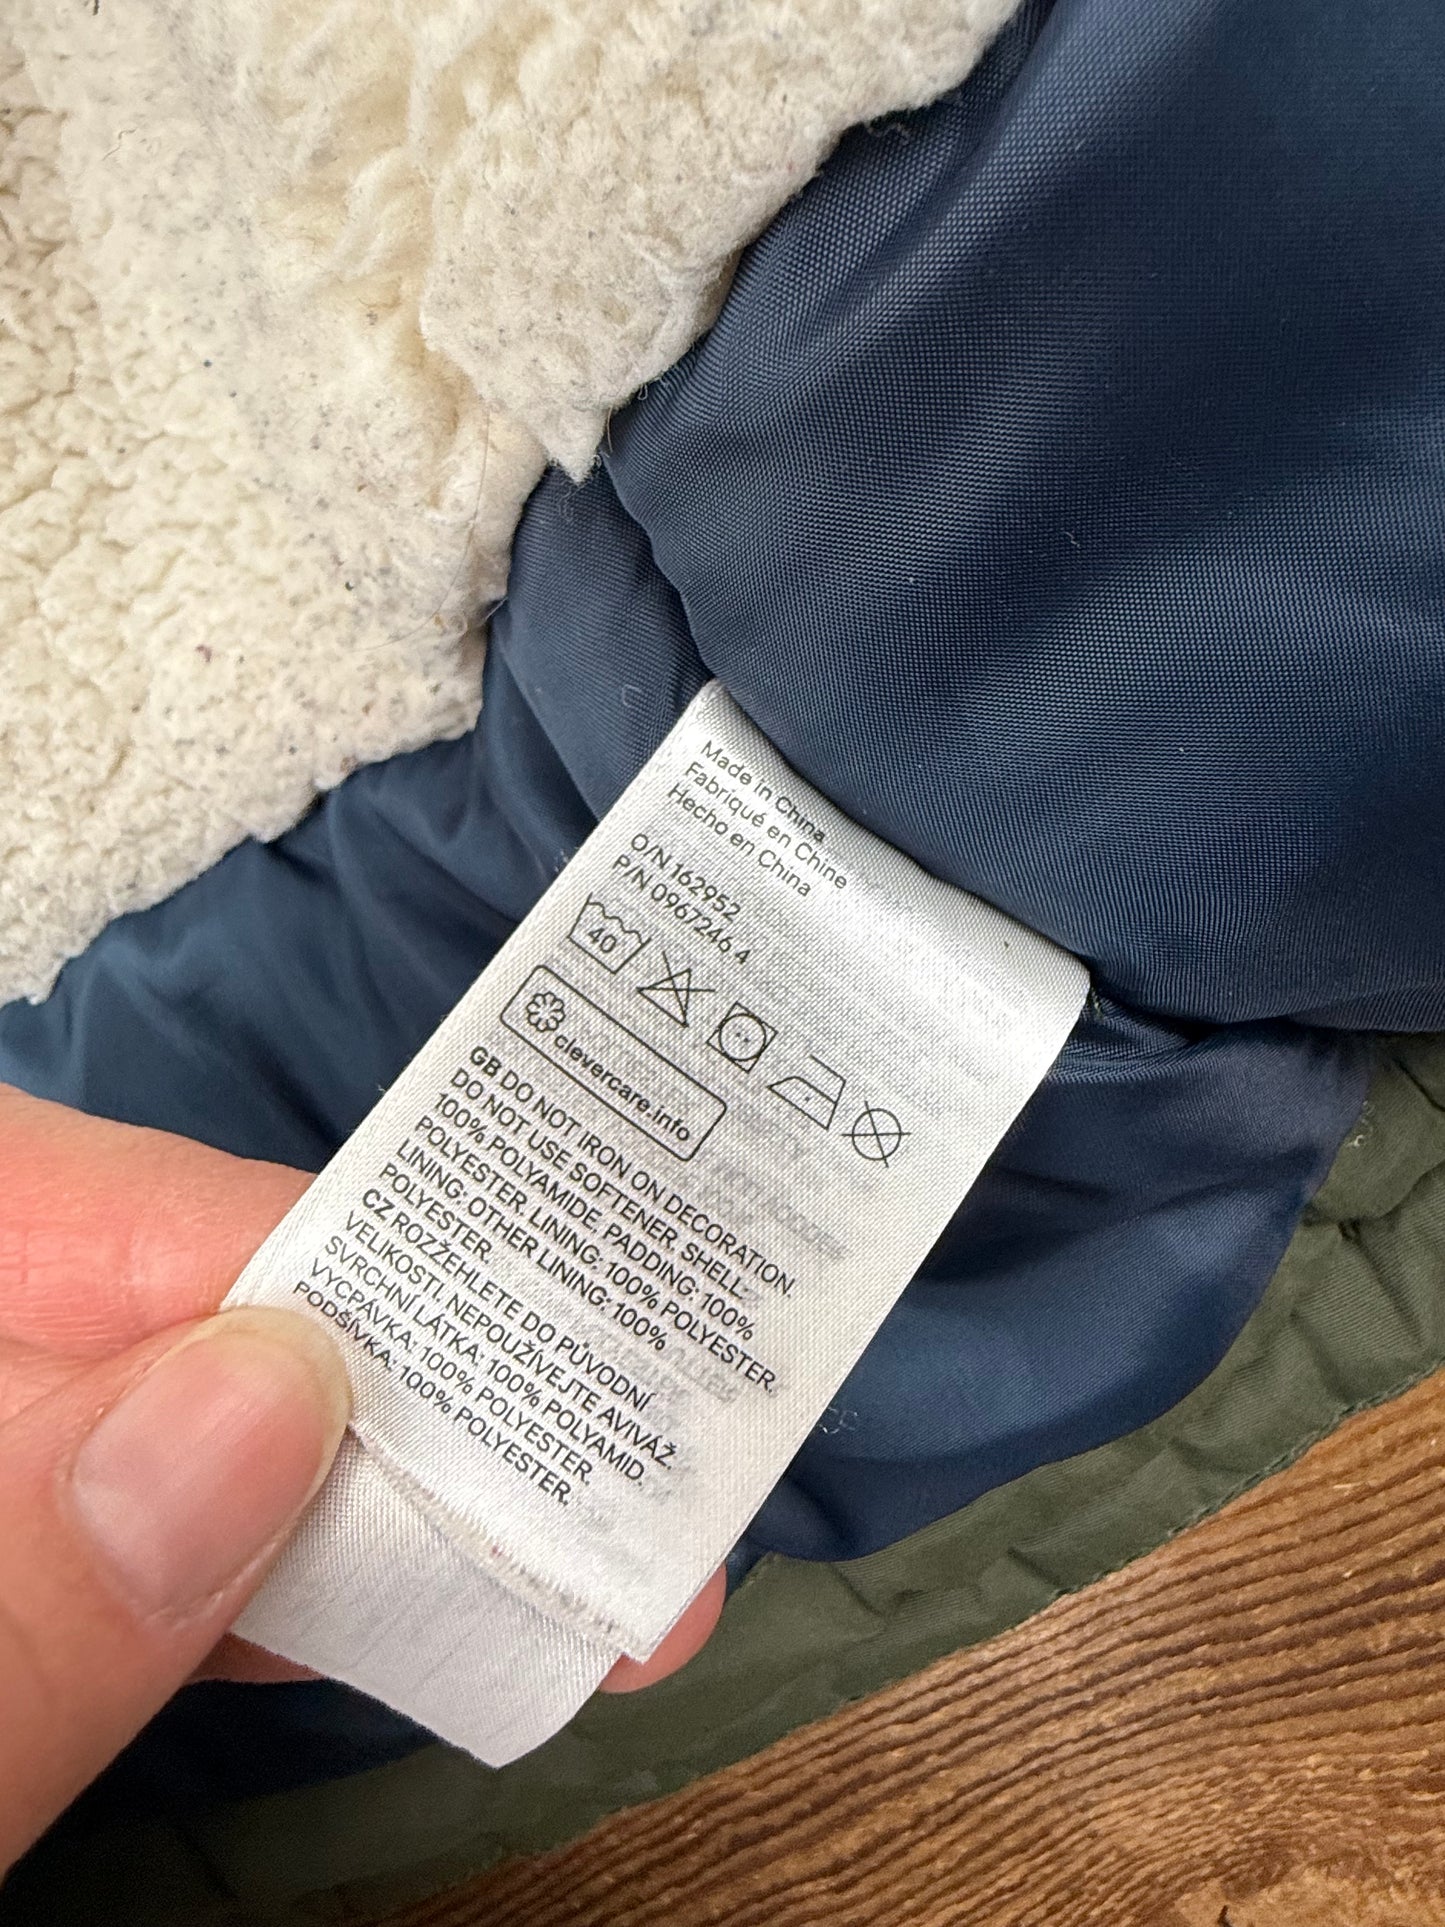 Made in China
Fabriqué en Chine
Hecho en China
O/N 162952
P/N 0967246.4
40
clevercare.info
GB DO NOT IRON ON DECORATION.
DO NOT USE SOFTENER. SHELL:
100% POLYAMIDE. PADDING: 100%
POLYESTER. LINING: 100% POLYESTER.
LINING: OTHER LINING: 100%
POLYESTER.
CZ ROZŽEHLETE DO PŮVODNÍ
VELIKOSTI. NEPOUŽÍVEJTE AVIVÁŽ.
SVRCHNÍ LÁTKA: 100% POLYAMID.
VYCPÁVKA: 100% POLYESTER.
PODŠÍVKA: 100% POLYESTER.